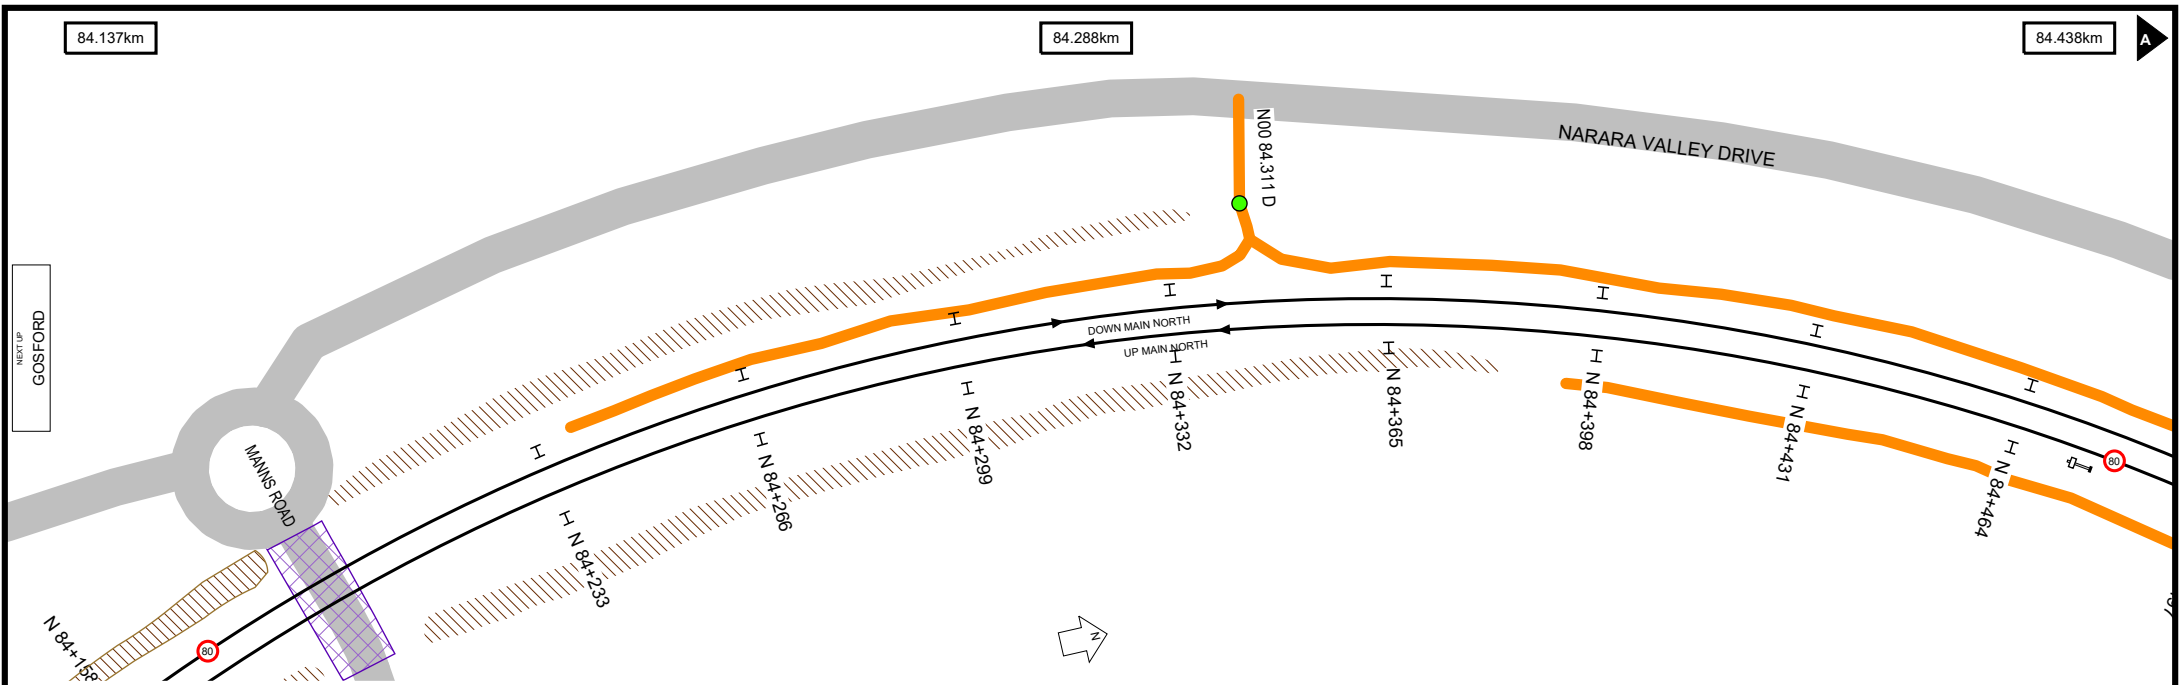 84.137km
84.288km
84.438km
A
N00 84.311 D
NARARA VALLEY DRIVE
NEXT UP
GOSFORD
DOWN MAIN NORTH
UP MAIN NORTH
MANNS ROAD
N 84+158
N 84+233
N 84+266
N 84+299
N 84+332
N 84+365
N 84+398
N 84+431
N 84+464
80
80
N